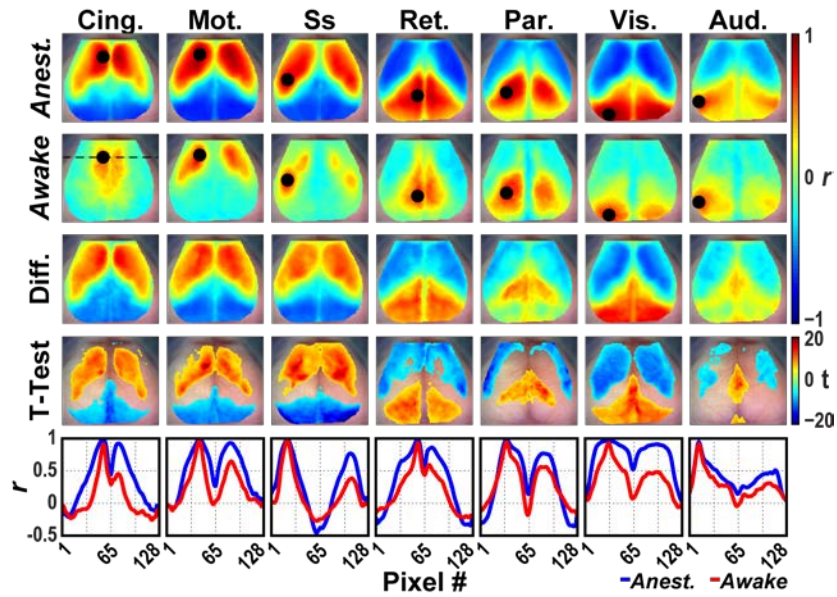 Cing. Mot. Ss Ret. Par. Vis. Aud.
Anest.
1
Awake
0 r
Diff.
-1
T-Test
20
0 t
-20
1
0.5
r
0
-0.5
1 65 128 1 65 128 1 65 128 1 65 128 1 65 128 1 65 128 1 65 128
Pixel #
Anest. Awake